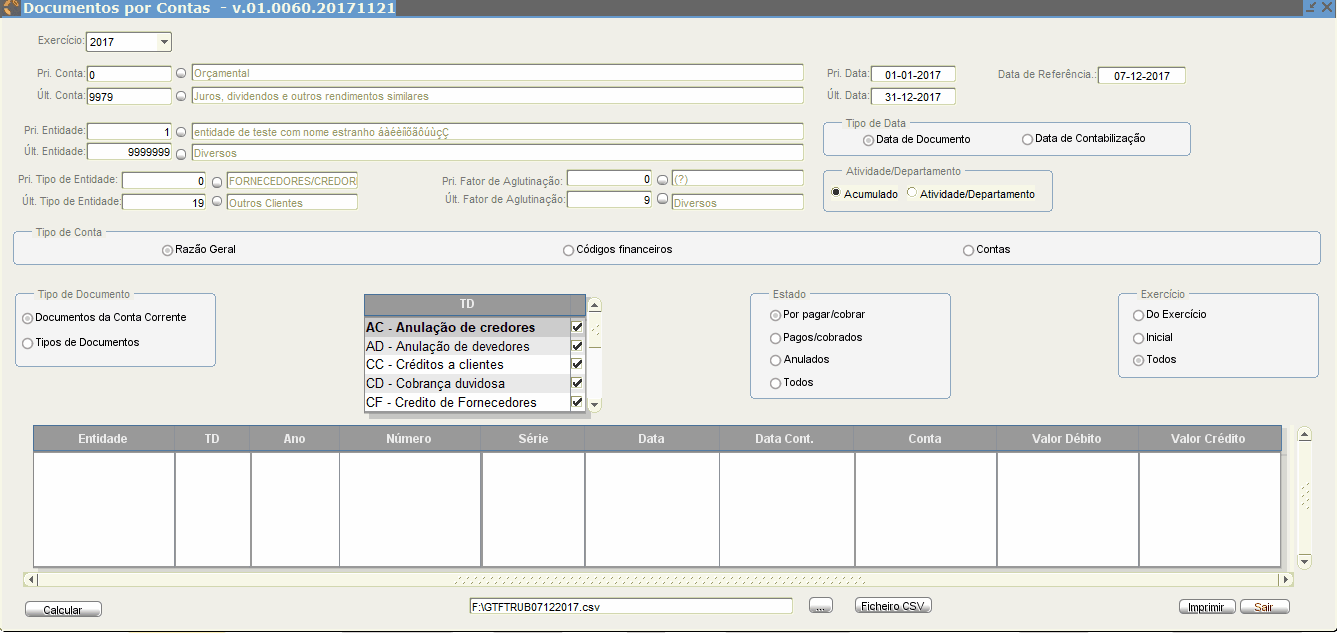 Documentos por Contas - v.01.0060.20171121
Exercício: 2017
Pri. Conta: 0 Orçamental Pri. Data: 01-01-2017 Data de Referência.: 07-12-2017
Últ. Conta: 9979 Juros, dividendos e outros rendimentos similares Últ. Data: 31-12-2017
Pri. Entidade: 1 entidade de teste com nome estranho áàéèíîõãôúùçÇ
Últ. Entidade: 9999999 Diversos
Tipo de Data
Data de Documento Data de Contabilização
Pri. Tipo de Entidade: 0 FORNECEDORES/CREDOR Pri. Fator de Aglutinação: 0 (?)
Últ. Tipo de Entidade: 19 Outros Clientes Últ. Fator de Aglutinação: 9 Diversos
Atividade/Departamento
Acumulado Atividade/Departamento
Tipo de Conta
Razão Geral Códigos financeiros Contas
Tipo de Documento
Documentos da Conta Corrente
Tipos de Documentos
TD
AC - Anulação de credores
AD - Anulação de devedores
CC - Créditos a clientes
CD - Cobrança duvidosa
CF - Credito de Fornecedores
Estado
Por pagar/cobrar
Pagos/cobrados
Anulados
Todos
Exercício
Do Exercício
Inicial
Todos
Entidade TD Ano Número Série Data Data Cont. Conta Valor Débito Valor Crédito
Calcular F:\GTFTRUB07122017.csv ... Ficheiro CSV Imprimir Sair